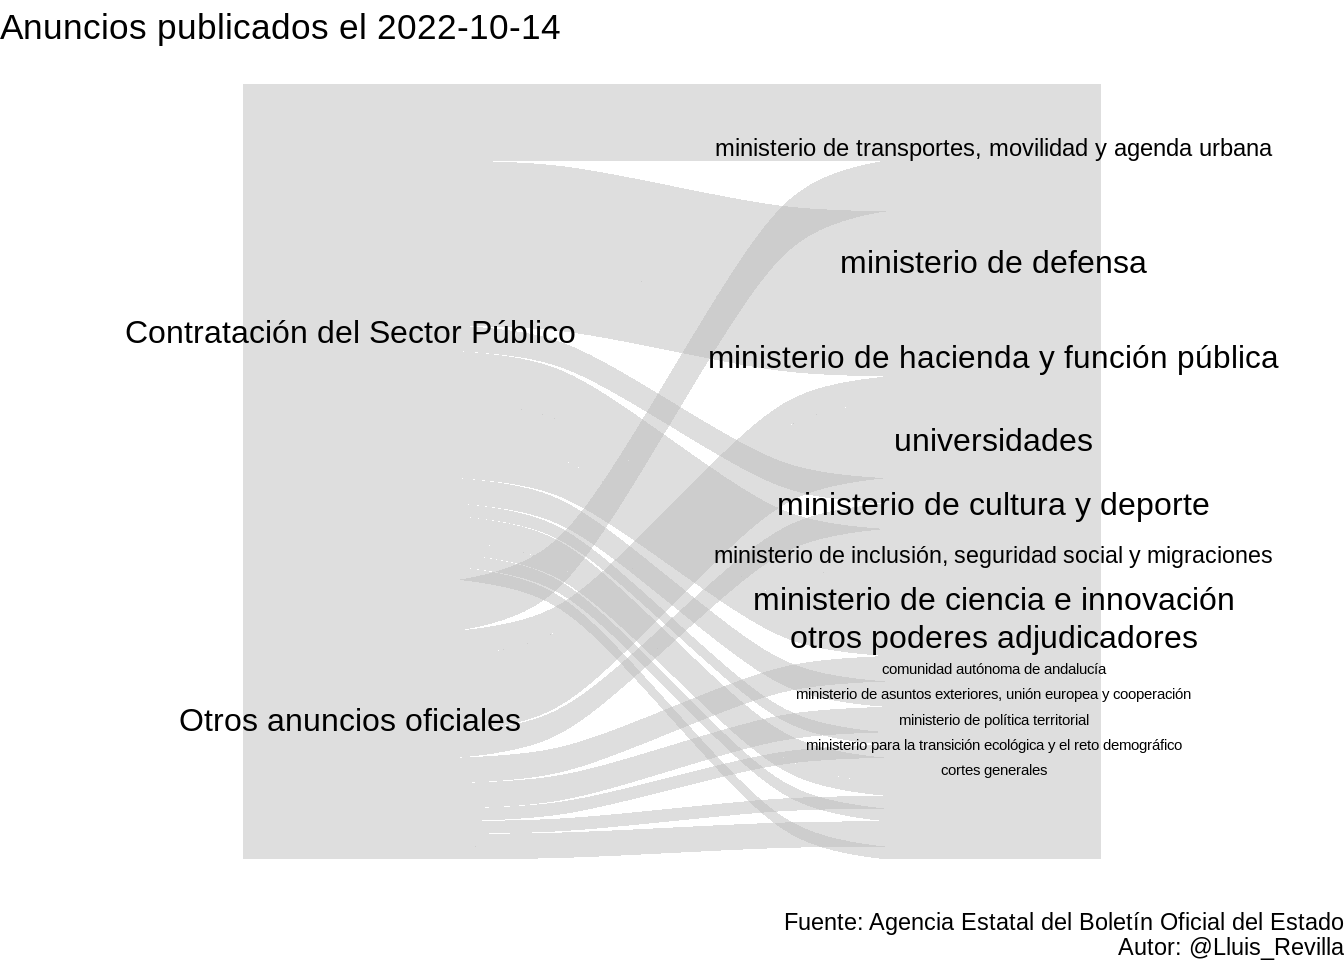 Anuncios publicados el 2022-10-14
ministerio de transportes, movilidad y agenda urbana
ministerio de defensa
Contratación del Sector Público
ministerio de hacienda y función pública
universidades
ministerio de cultura y deporte
ministerio de inclusión, seguridad social y migraciones
ministerio de ciencia e innovación
otros poderes adjudicadores
comunidad autónoma de andalucía
ministerio de asuntos exteriores, unión europea y cooperación
Otros anuncios oficiales
ministerio de política territorial
ministerio para la transición ecológica y el reto demográfico
cortes generales
Fuente: Agencia Estatal del Boletín Oficial del Estado
Autor: @Lluis_Revilla